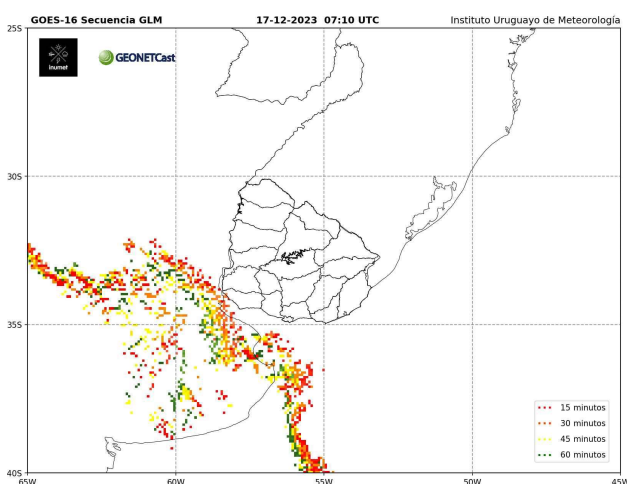 GOES-16 Secuencia GLM 17-12-2023 07:10 UTC Instituto Uruguayo de Meteorología
25S
inumet GEONETCast
30S
35S
15 minutos
30 minutos
45 minutos
60 minutos
40S
65W 60W 55W 50W 45W